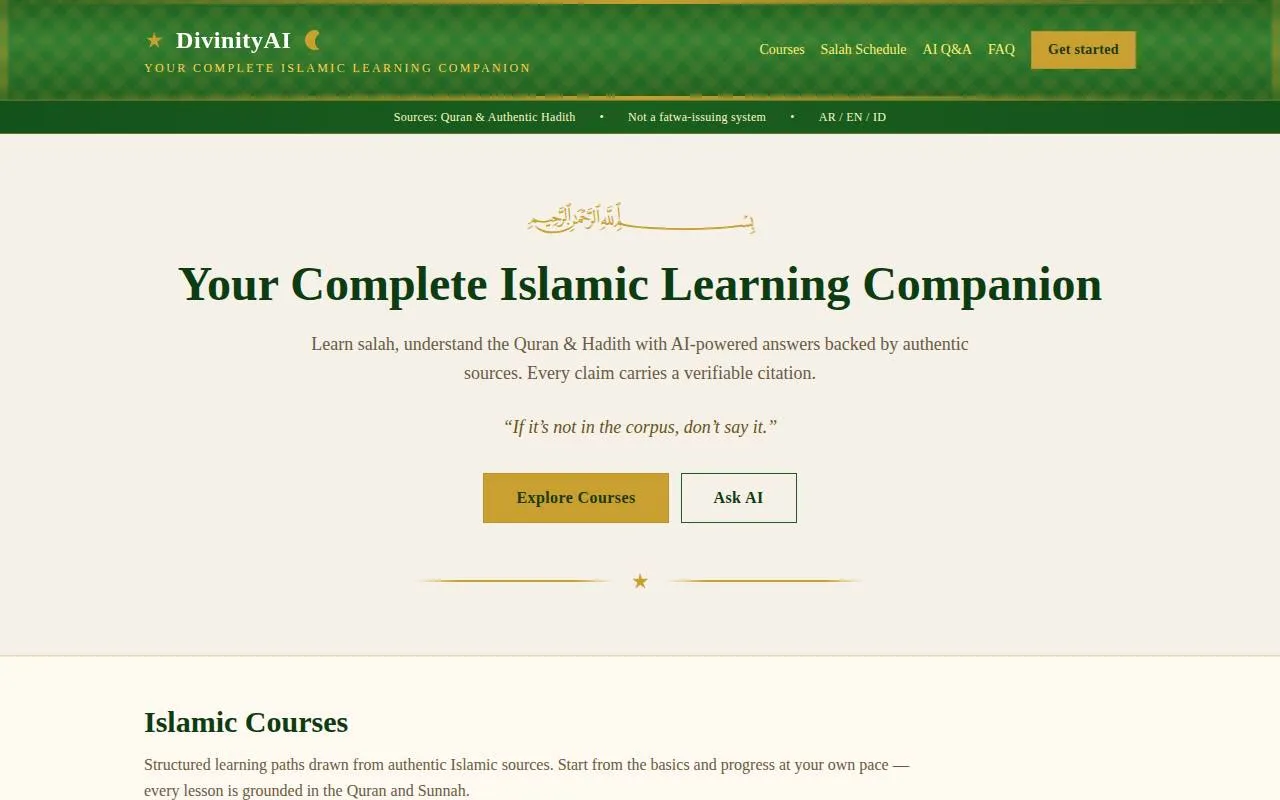 ★ DivinityAI
YOUR COMPLETE ISLAMIC LEARNING COMPANION
Courses Salah Schedule AI Q&A FAQ Get started
Sources: Quran & Authentic Hadith • Not a fatwa-issuing system • AR / EN / ID
بِسْمِ اللَّهِ الرَّحْمَٰنِ الرَّحِيمِ
Your Complete Islamic Learning Companion
Learn salah, understand the Quran & Hadith with AI-powered answers backed by authentic
sources. Every claim carries a verifiable citation.
“If it’s not in the corpus, don’t say it.”
Explore Courses Ask AI
★
Islamic Courses
Structured learning paths drawn from authentic Islamic sources. Start from the basics and progress at your own pace —
every lesson is grounded in the Quran and Sunnah.